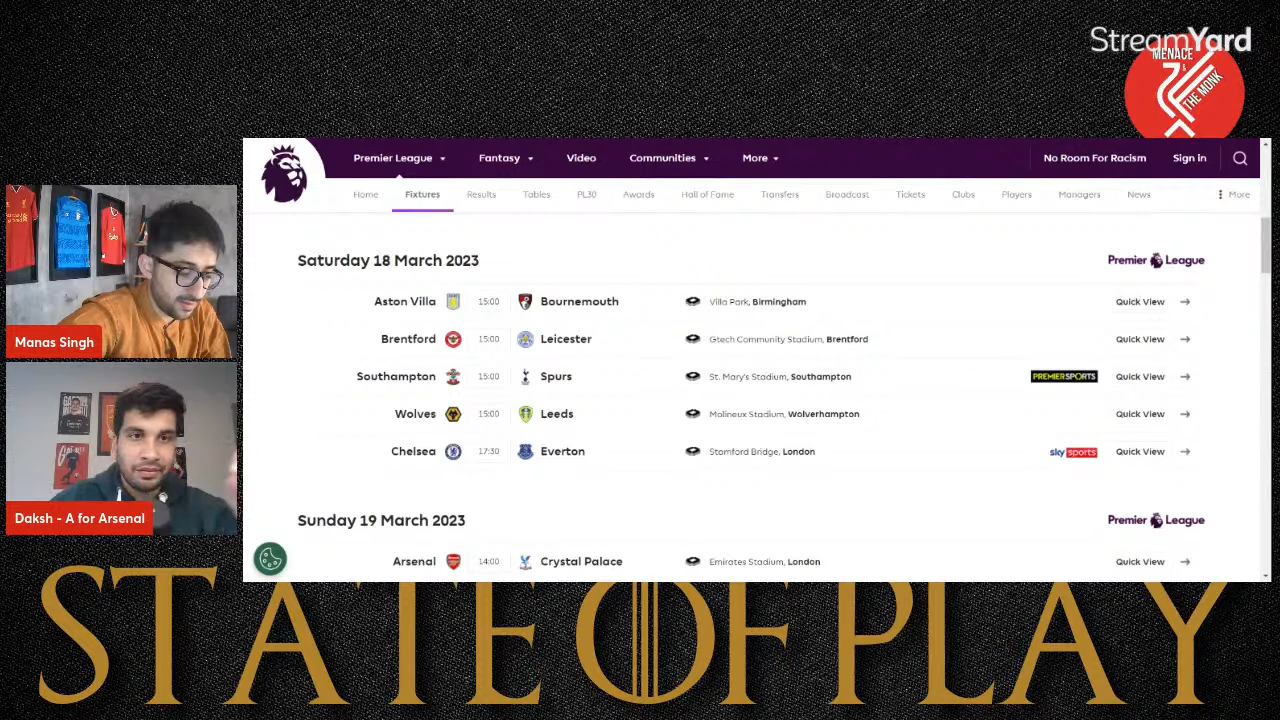 StreamYard
MENACE
&
THE MONK
Premier League Fantasy Video Communities More No Room For Racism Sign in
Home Fixtures Results Tables PL30 Awards Hall of Fame Transfers Broadcast Tickets Clubs Players Managers News More
Saturday 18 March 2023 Premier League
Aston Villa 15:00 Bournemouth Villa Park, Birmingham Quick View
Brentford 15:00 Leicester Gtech Community Stadium, Brentford Quick View
Southampton 15:00 Spurs St. Mary's Stadium, Southampton PREMIER SPORTS Quick View
Wolves 15:00 Leeds Molineux Stadium, Wolverhampton Quick View
Chelsea 17:30 Everton Stamford Bridge, London sky sports Quick View
Sunday 19 March 2023 Premier League
Arsenal 14:00 Crystal Palace Emirates Stadium, London Quick View
Manas Singh
Daksh - A for Arsenal
STATE OF PLAY